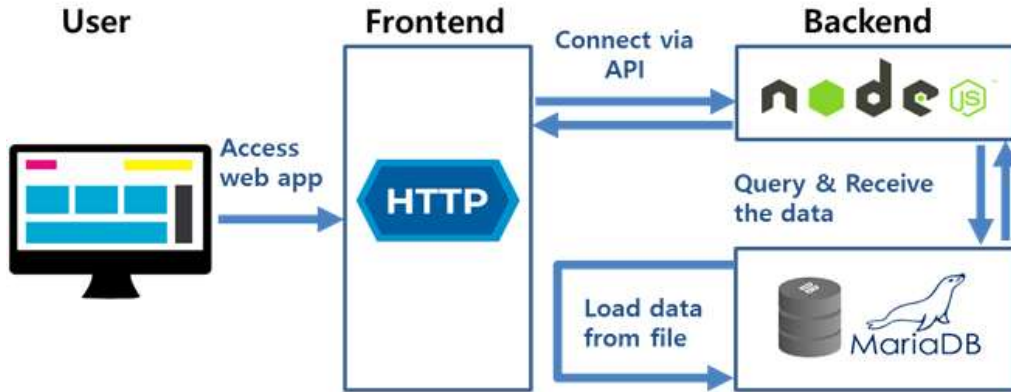 User
Frontend
Backend
Connect via
API
node
JS
Access
web app
HTTP
Query & Receive
the data
Load data
from file
MariaDB